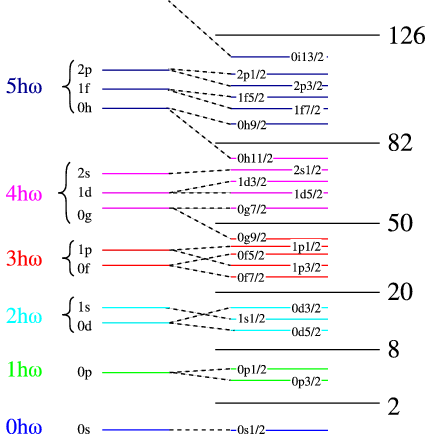 126
0i13/2
5hω
2p
1f
0h
2p1/2
2p3/2
1f5/2
1f7/2
0h9/2
82
0h11/2
4hω
2s
1d
0g
2s1/2
1d3/2
1d5/2
0g7/2
50
0g9/2
3hω
1p
0f
1p1/2
0f5/2
1p3/2
0f7/2
20
2hω
1s
0d
0d3/2
1s1/2
0d5/2
8
1hω
0p
0p1/2
0p3/2
2
0hω
0s
0s1/2